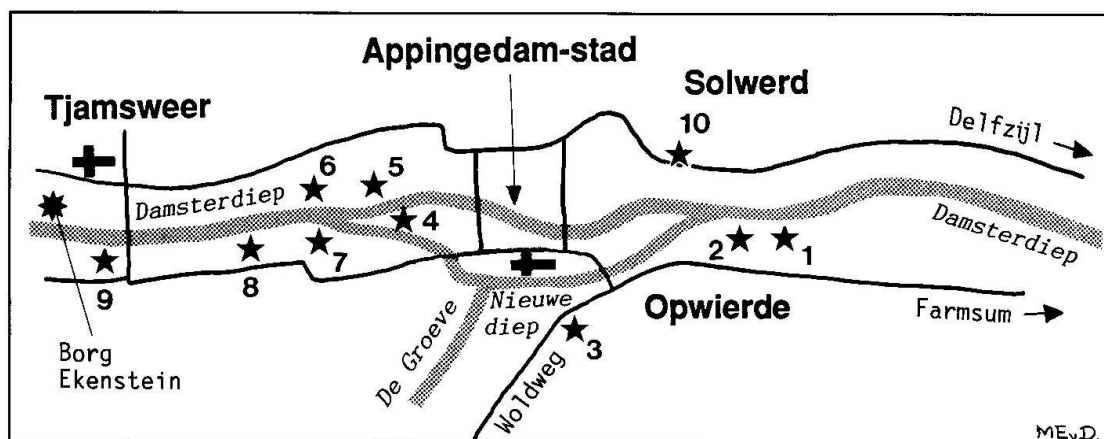 Appingedam-stad
Solwerd
Tjamsweer
10
Delfzijl
6
5
Damsterdiep
4
Damsterdiep
2
1
7
8
9
Nieuwe
diep
Opwierde
Farmsum
De Groeve
3
Borg
Ekenstein
Woldweg
MEvD.